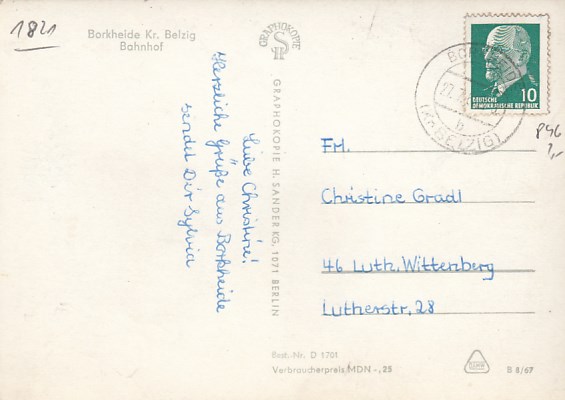 1821
Borkheide Kr. Belzig
Bahnhof
GRAPHOKOPIE
GRAPHOKOPIE H. SANDER KG, 1071 BERLIN
Liebe Christine!
Herzliche Grüße aus Borkheide
sendet Dir Sylvia
DEUTSCHE
DEMOKRATISCHE REPUBLIK
10
(KR. BELZIG)
Frl.
Christine Gradl
46 Luth. Wittenberg
Lutherstr, 28
Best. Nr. D 1701
Verbraucherpreis MDN -,25
B 8/67